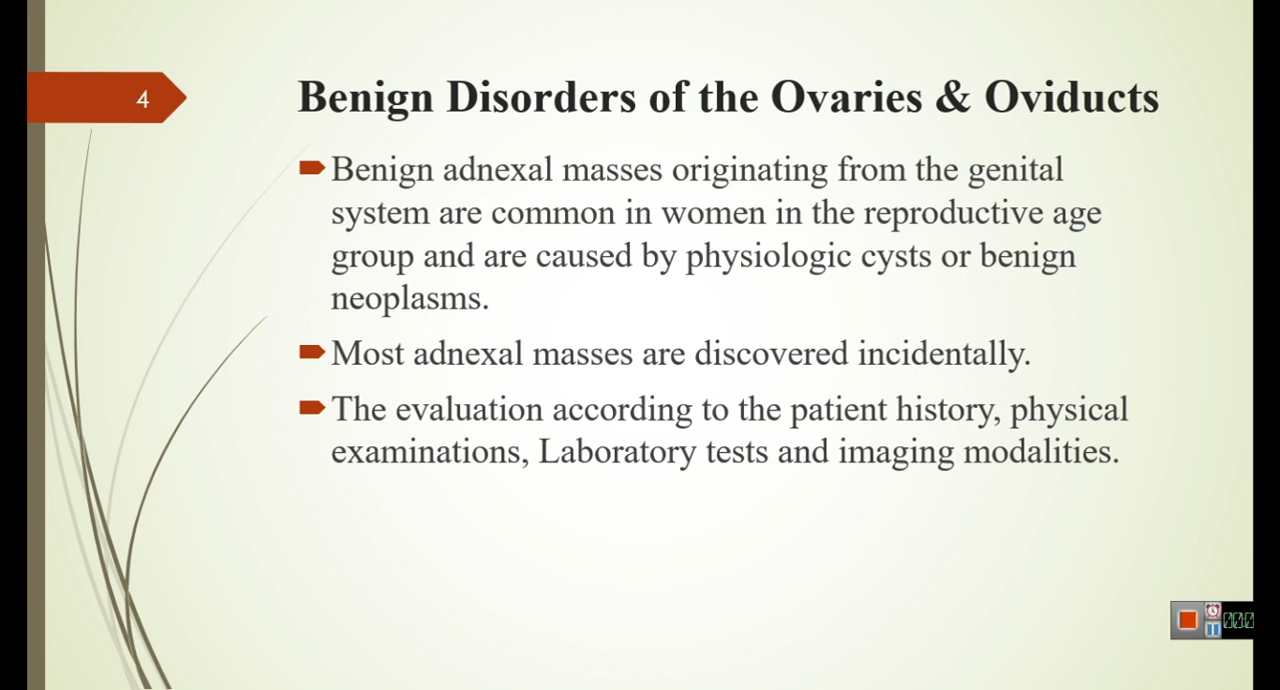 4
Benign Disorders of the Ovaries & Oviducts
Benign adnexal masses originating from the genital
system are common in women in the reproductive age
group and are caused by physiologic cysts or benign
neoplasms.
Most adnexal masses are discovered incidentally.
The evaluation according to the patient history, physical
examinations, Laboratory tests and imaging modalities.